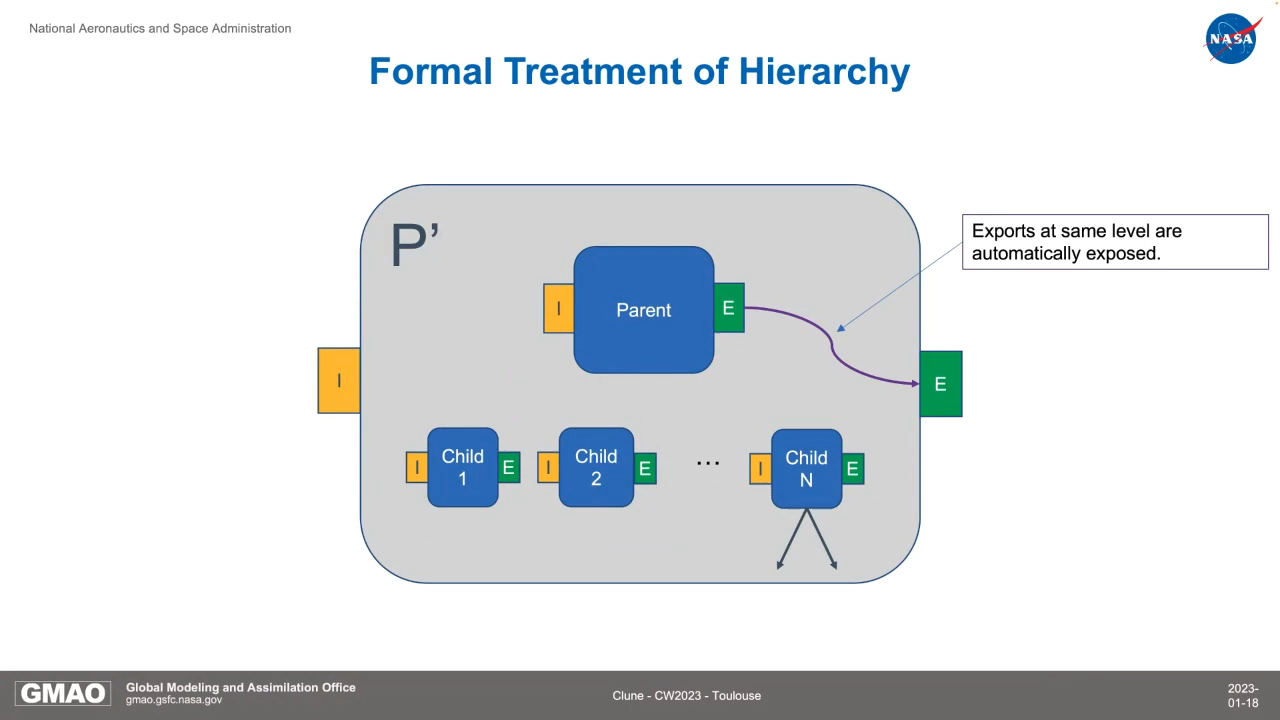 National Aeronautics and Space Administration
NASA
Formal Treatment of Hierarchy
P’
Exports at same level are
automatically exposed.
I
Parent
E
I
E
I
Child
1
E
I
Child
2
E
...
I
Child
N
E
GMAO
Global Modeling and Assimilation Office
gmao.gsfc.nasa.gov
Clune - CW2023 - Toulouse
2023-
01-18